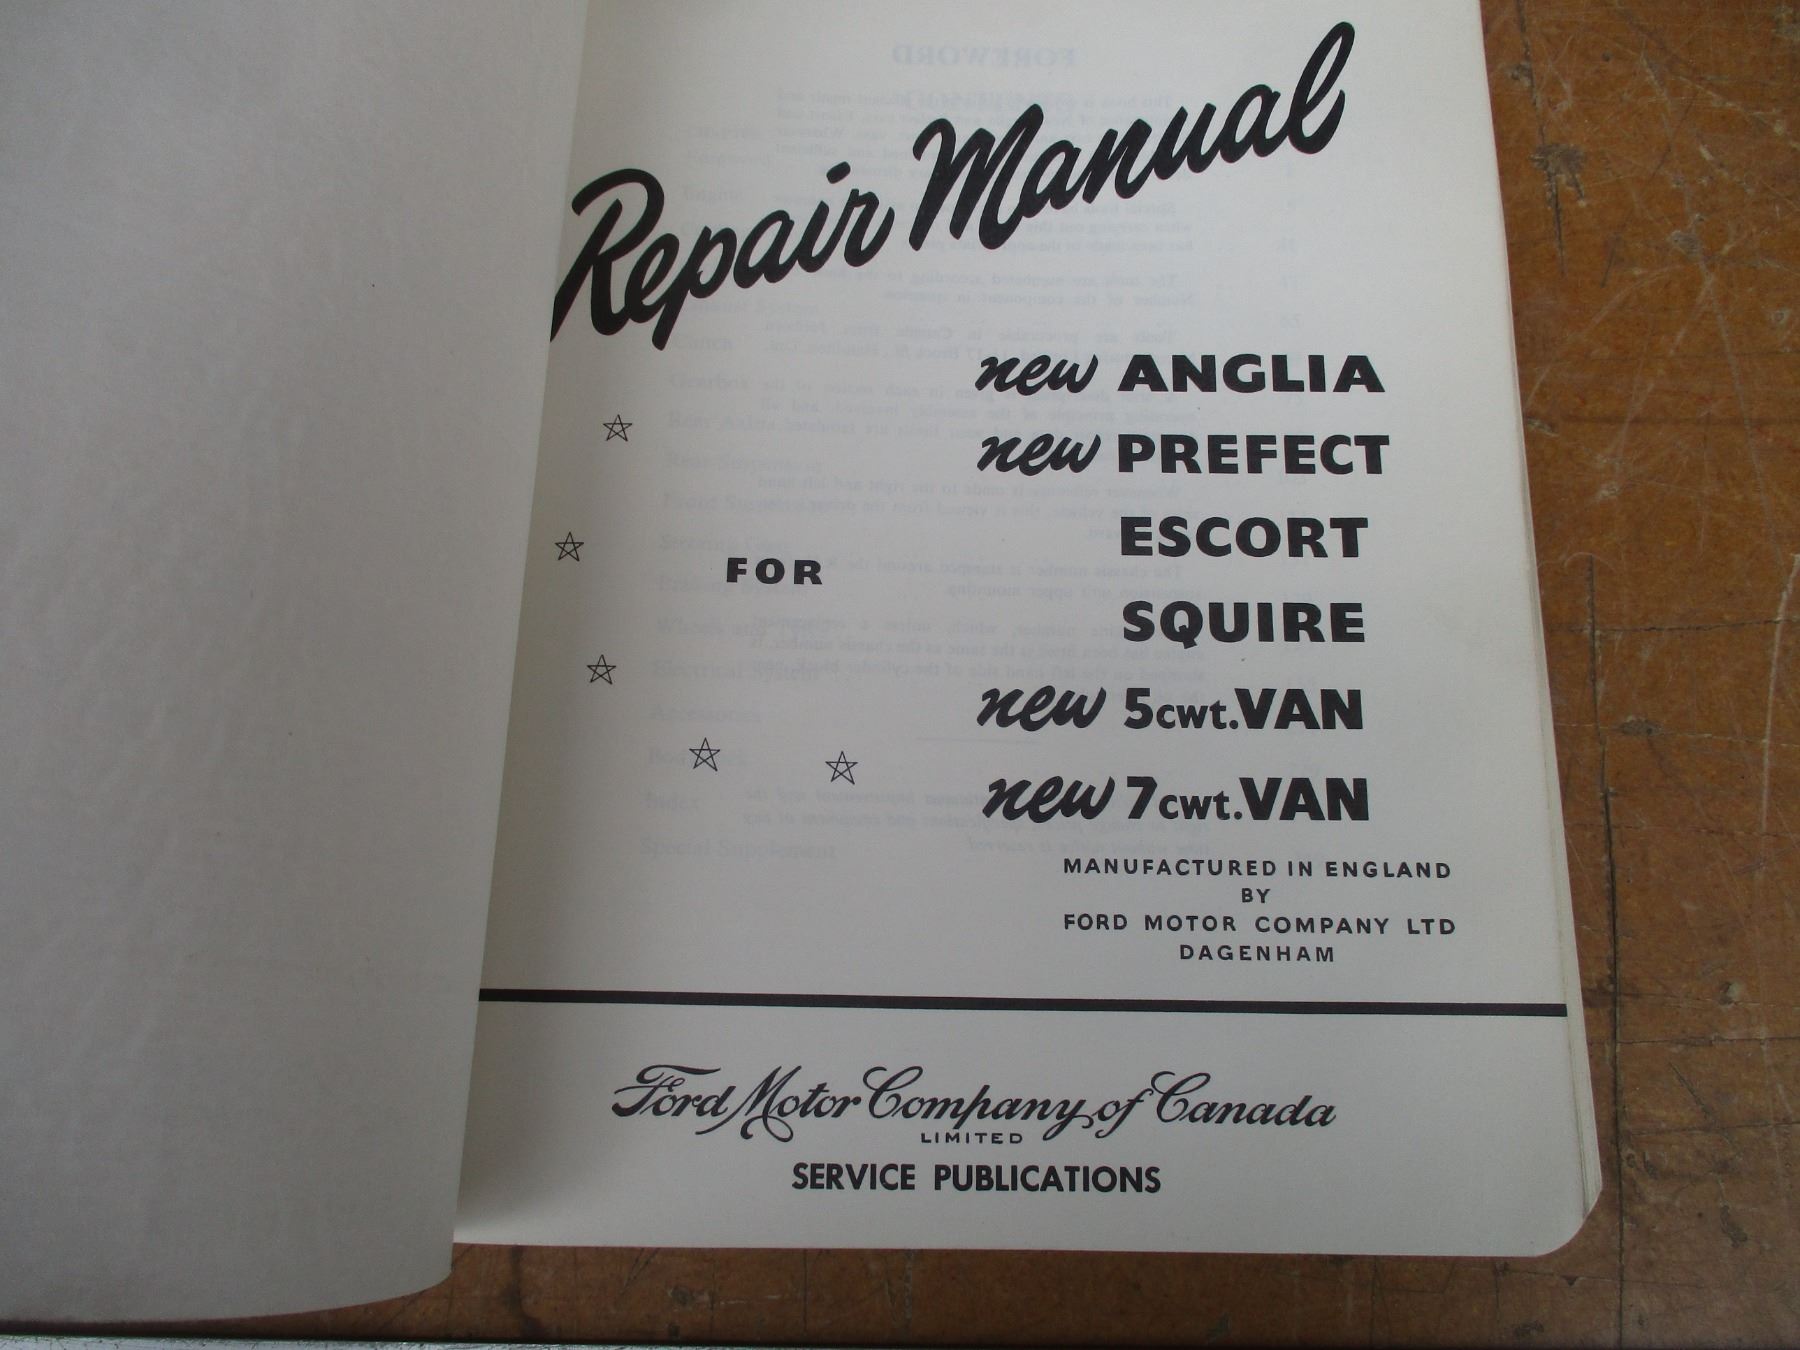 Repair Manual
FOR
new ANGLIA
new PREFECT
ESCORT
SQUIRE
new 5cwt. VAN
new 7cwt. VAN
MANUFACTURED IN ENGLAND
BY
FORD MOTOR COMPANY LTD
DAGENHAM
Ford Motor Company of Canada
LIMITED
SERVICE PUBLICATIONS